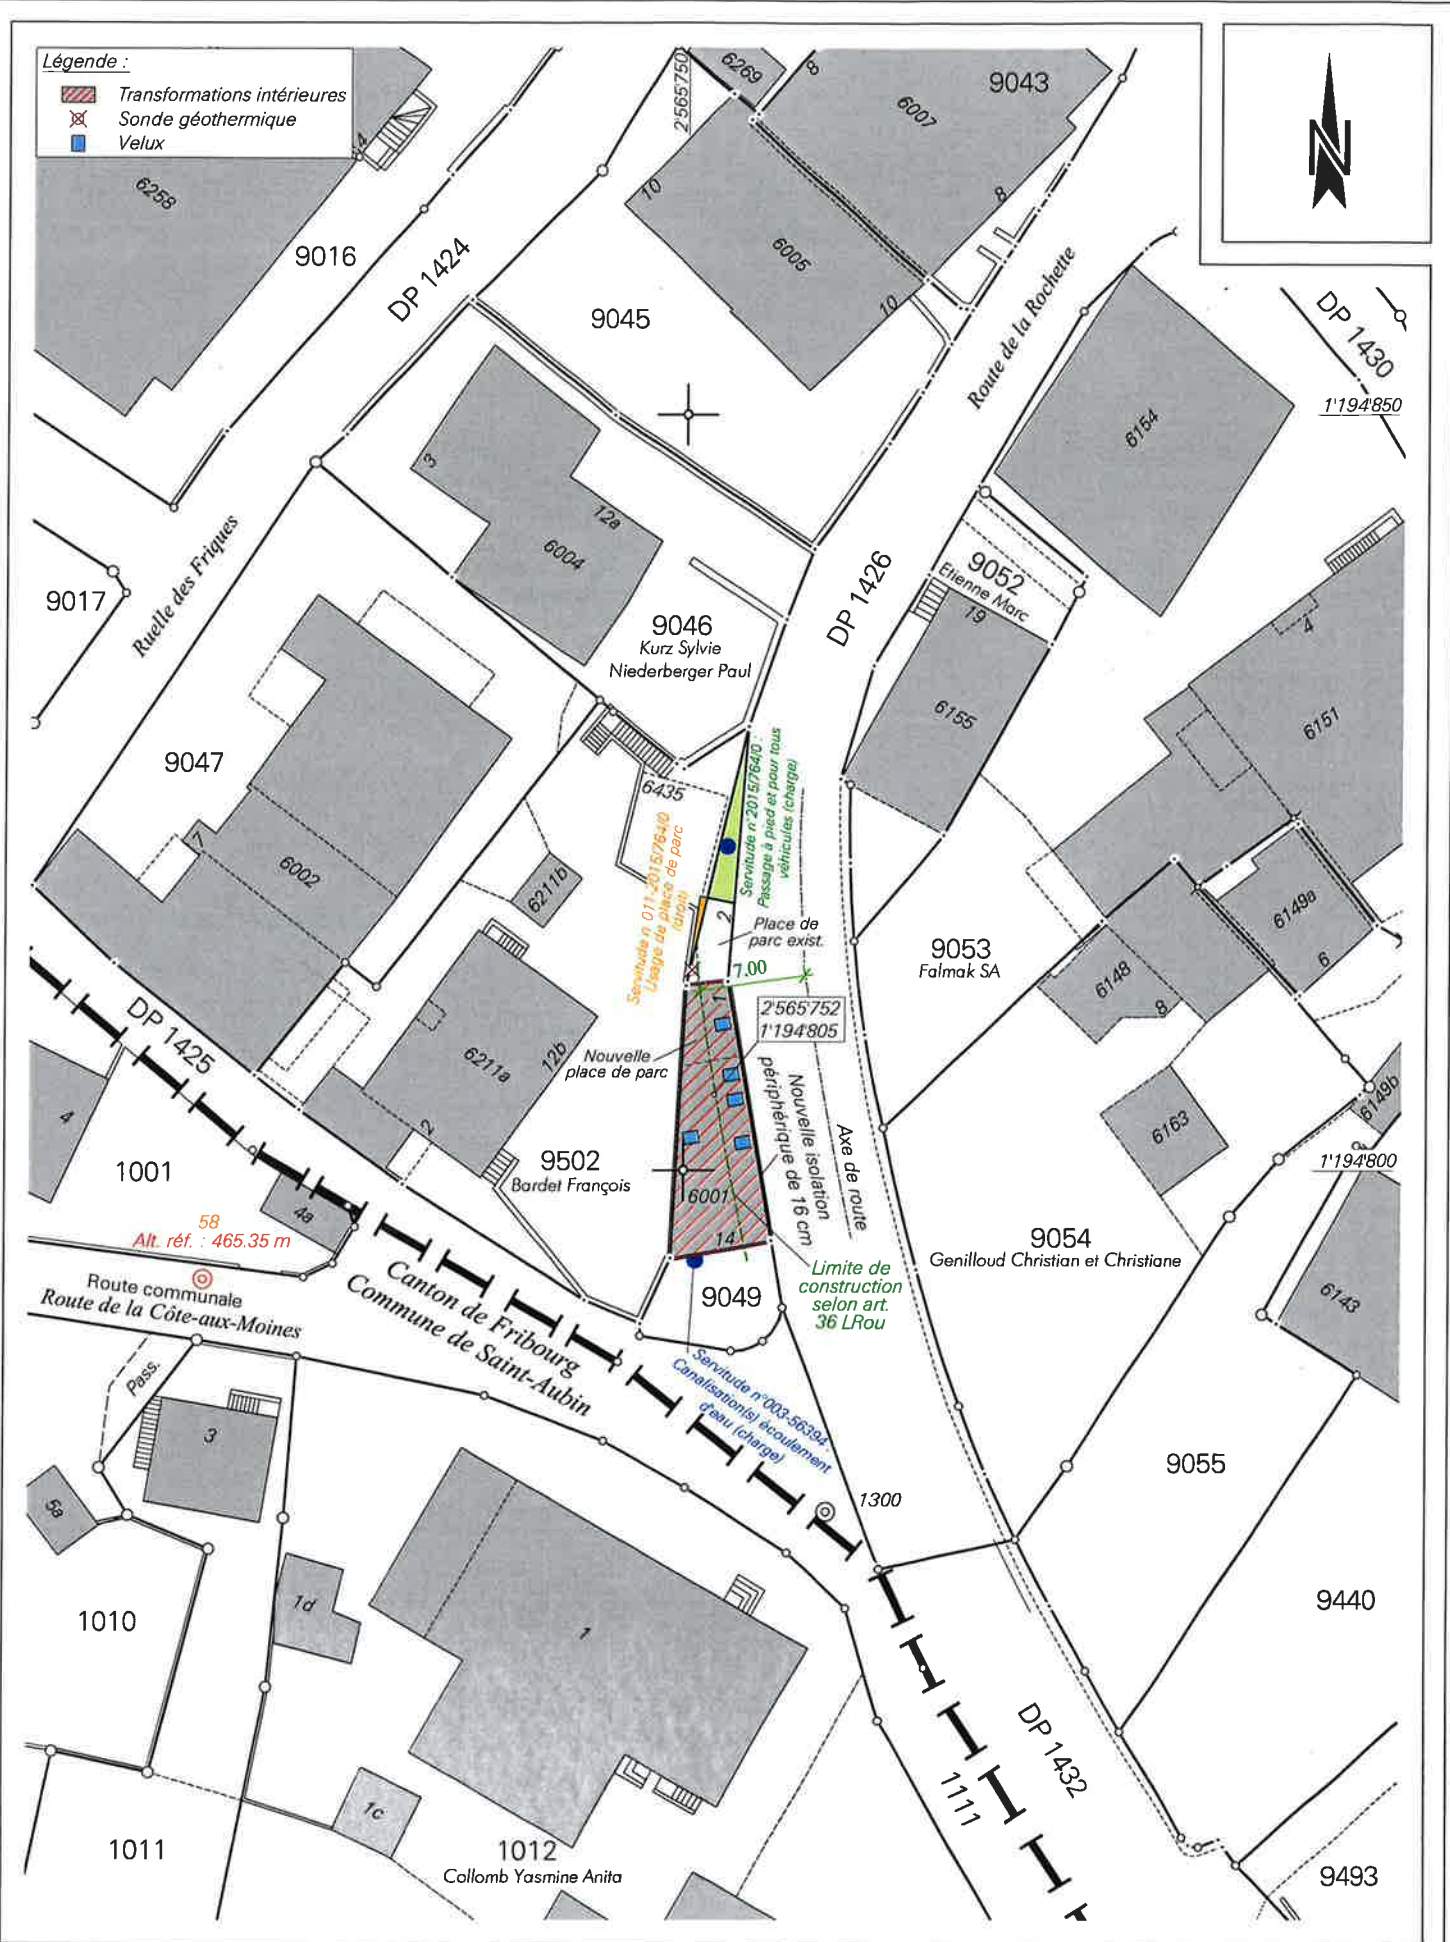 Légende :
Transformations intérieures
Sonde géothermique
Velux
N
6258
4
9016
DP 1424
2'565'750
6269
8
6007
9043
10
6005
8
10
9045
Route de la Rochette
DP 1430
1'194'850
6154
3
12a
6004
Ruelle des Friques
9017
9046
Kurz Sylvie
Niederberger Paul
DP 1426
9052
Etienne Marc
19
6155
4
6151
9047
7
6002
6435
6211b
Servitude n°2015/764/0 :
Passage à pied et pour tous
véhicules (charge)
Servitude n°011-2015/764/0
Usage de place de parc
(droit)
2
Place de
parc exist.
7.00
1
2'565'752
1'194'805
9053
Falmak SA
6148
8
6149a
6
6149b
6163
1'194'800
DP 1425
4
1001
4a
6211a
12b
2
Nouvelle
place de parc
9502
Bardet François
6001
14
Nouvelle isolation
périphérique de 16 cm
Axe de route
9054
Genilloud Christian et Christiane
6143
58
Alt. réf. : 465.35 m
Route communale
Route de la Côte-aux-Moines
Canton de Fribourg
Commune de Saint-Aubin
9049
Limite de
construction
selon art.
36 LRou
Servitude n°003-56394 :
Canalisation(s) écoulement
d'eau (charge)
Pass.
3
5a
1300
9055
9440
1010
1d
1
1c
1011
1012
Collomb Yasmine Anita
DP 1432
1111
9493